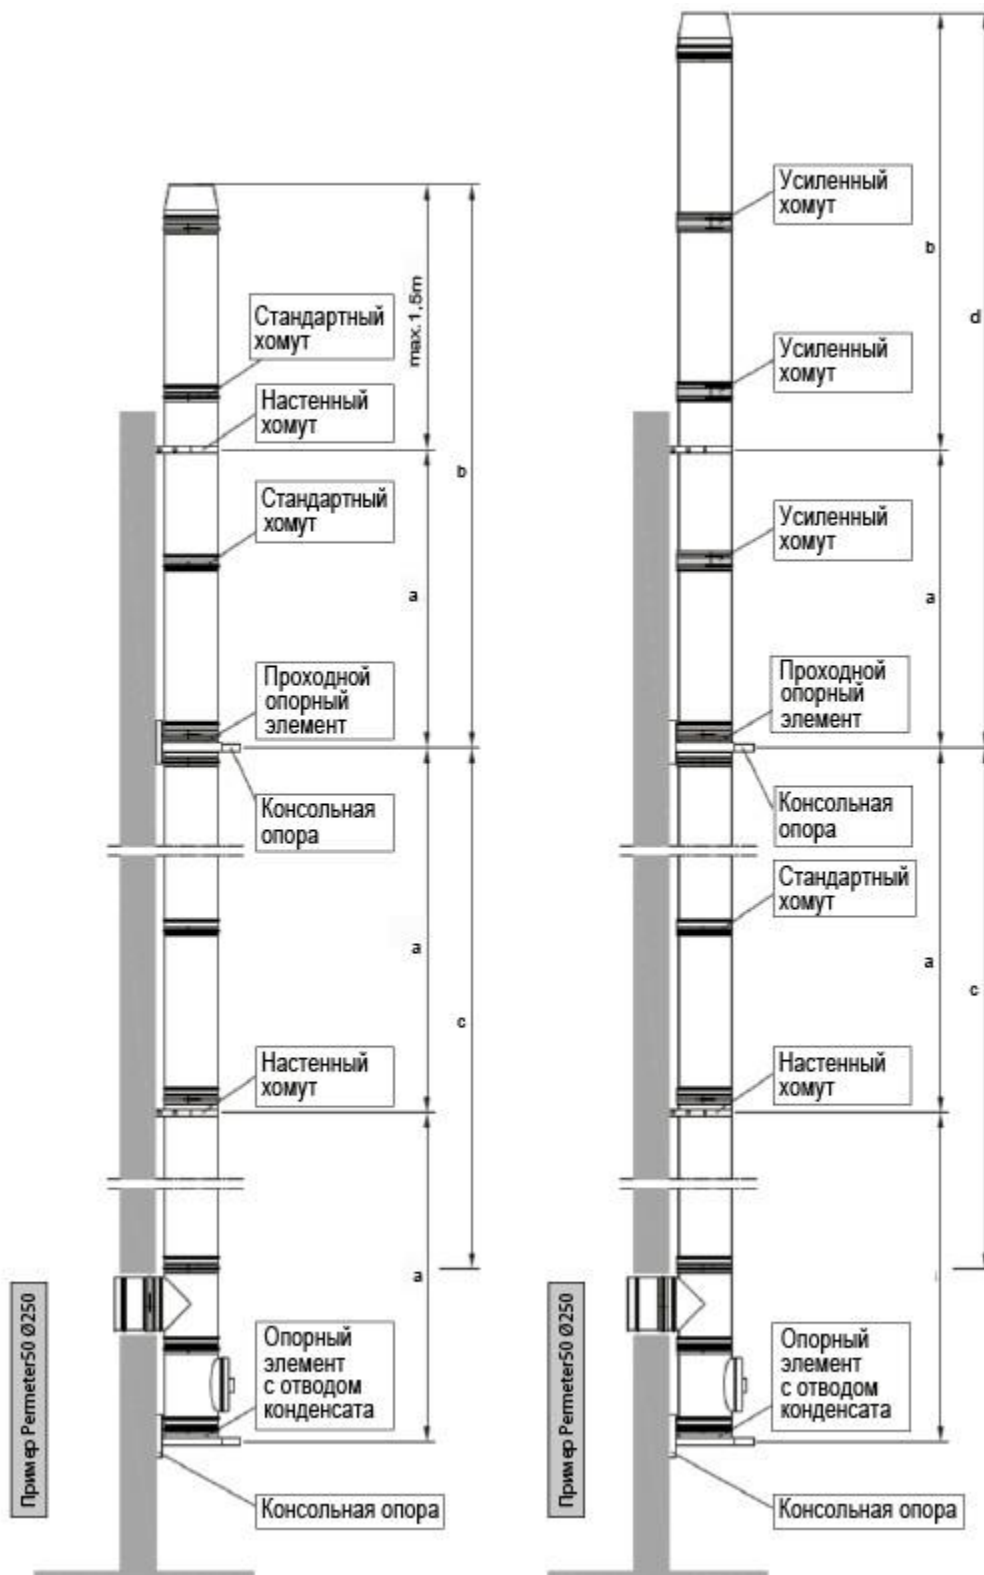 Стандартный
хомут
Настенный
хомут
Стандартный
хомут
Проходной
опорный
элемент
Консольная
опора
Настенный
хомут
Опорный
элемент
с отводом
конденсата
Консольная опора
max.1,5m
b
a
a
c
a
Пример Permeter50 Ø250
Усиленный
хомут
Усиленный
хомут
Усиленный
хомут
Проходной
опорный
элемент
Консольная
опора
Стандартный
хомут
Настенный
хомут
Опорный
элемент
с отводом
конденсата
Консольная опора
b
d
a
a
c
Пример Permeter50 Ø250